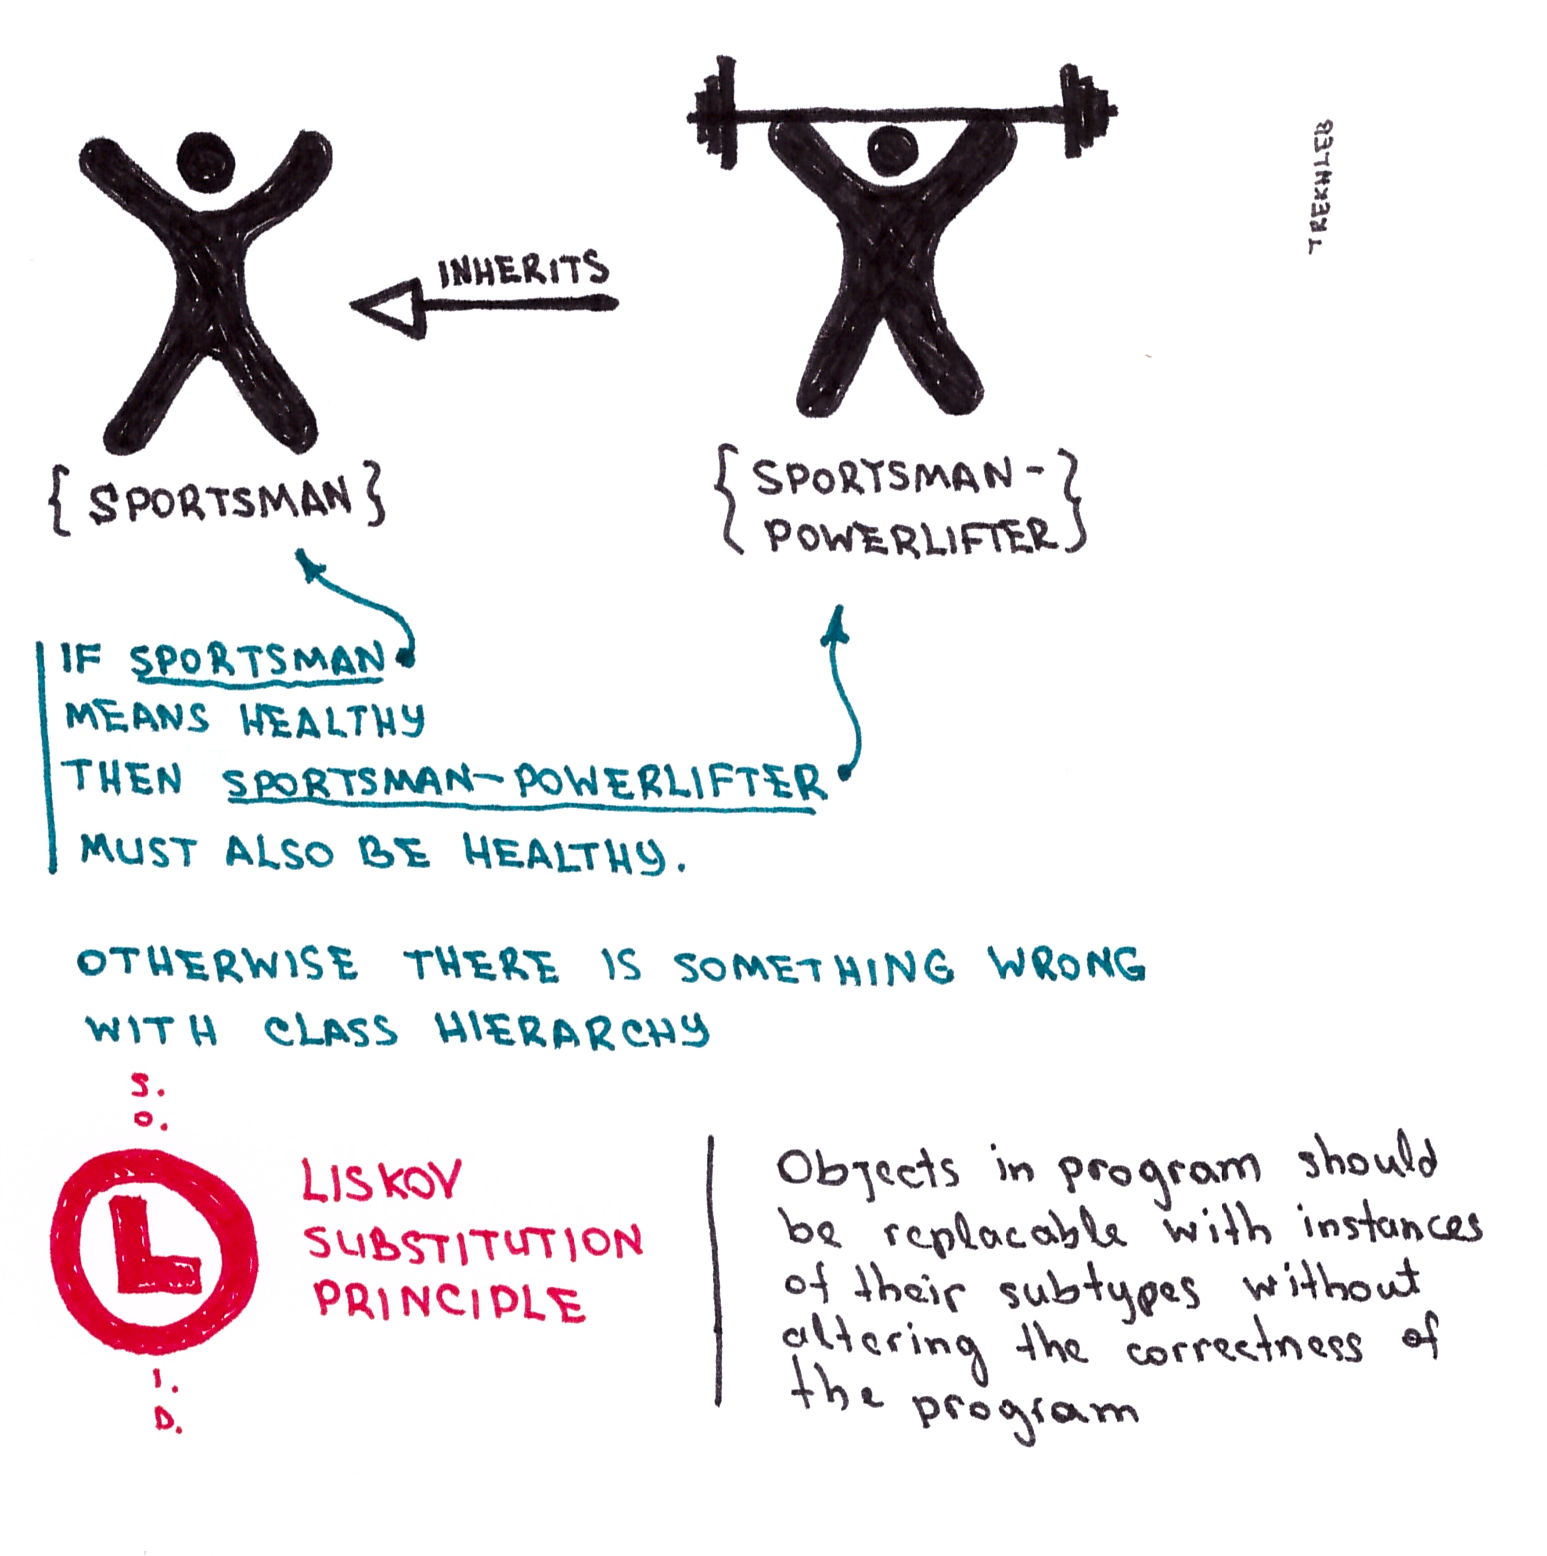 TREKHLEB
INHERITS
{ SPORTSMAN }
{ SPORTSMAN-
POWERLIFTER }
IF SPORTSMAN
MEANS HEALTHY
THEN SPORTSMAN-POWERLIFTER
MUST ALSO BE HEALTHY.
OTHERWISE THERE IS SOMETHING WRONG
WITH CLASS HIERARCHY
S.
O.
L
I.
D.
LISKOV
SUBSTITUTION
PRINCIPLE
Objects in program should
be replacable with instances
of their subtypes without
altering the correctness of
the program